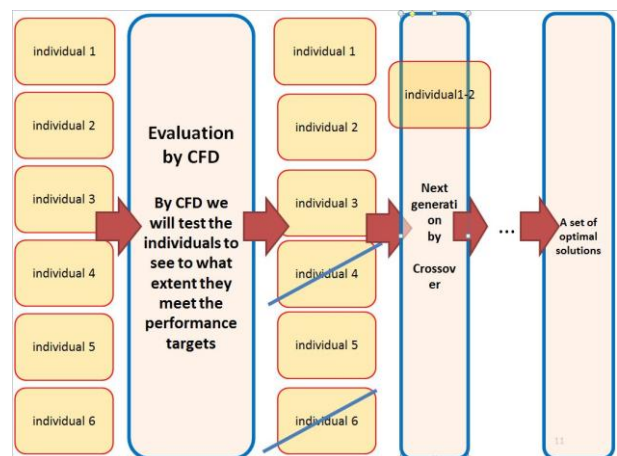 individual 1
individual 2
individual 3
individual 4
individual 5
individual 6
Evaluation
by CFD
By CFD we
will test the
individuals to
see to what
extent they
meet the
performance
targets
individual 1
individual 2
individual 3
individual 4
individual 5
individual 6
individual1-2
Next
generati
on
by
Crossov
er
...
A set of
optimal
solutions
11